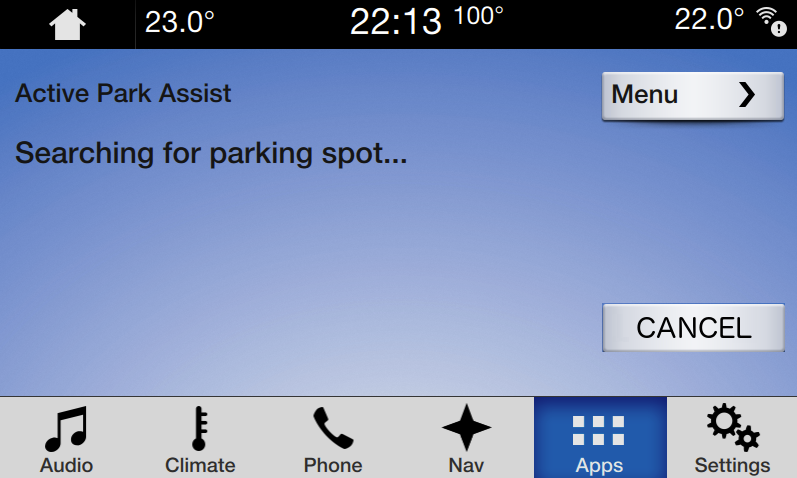 23.0° 22:13 100° 22.0°
Active Park Assist
Menu
Searching for parking spot...
CANCEL
Audio Climate Phone Nav Apps Settings